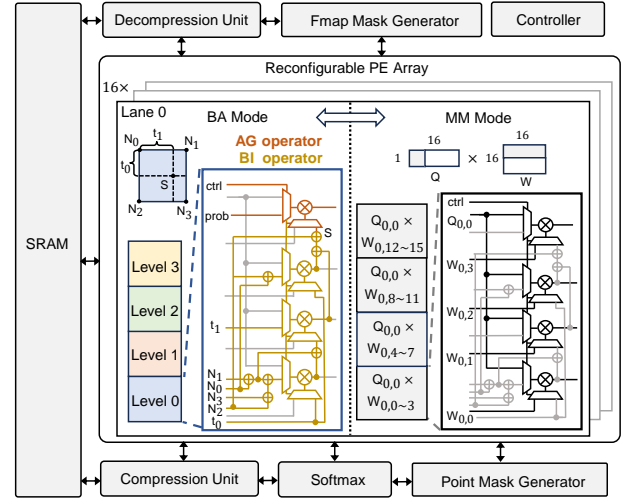 Decompression Unit
Fmap Mask Generator
Controller
SRAM
Reconfigurable PE Array
16×
Lane 0
BA Mode
MM Mode
t1
N0
N1
t0
S
N2
N3
AG operator
BI operator
ctrl
prob
S
t1
N1
N0
N3
N2
t0
Level 3
Level 2
Level 1
Level 0
16
1
Q
×
16
16
W
Q0,0 ×
W0,12~15
Q0,0 ×
W0,8~11
Q0,0 ×
W0,4~7
Q0,0 ×
W0,0~3
ctrl
Q0,0
W0,3
W0,2
W0,1
W0,0
Compression Unit
Softmax
Point Mask Generator